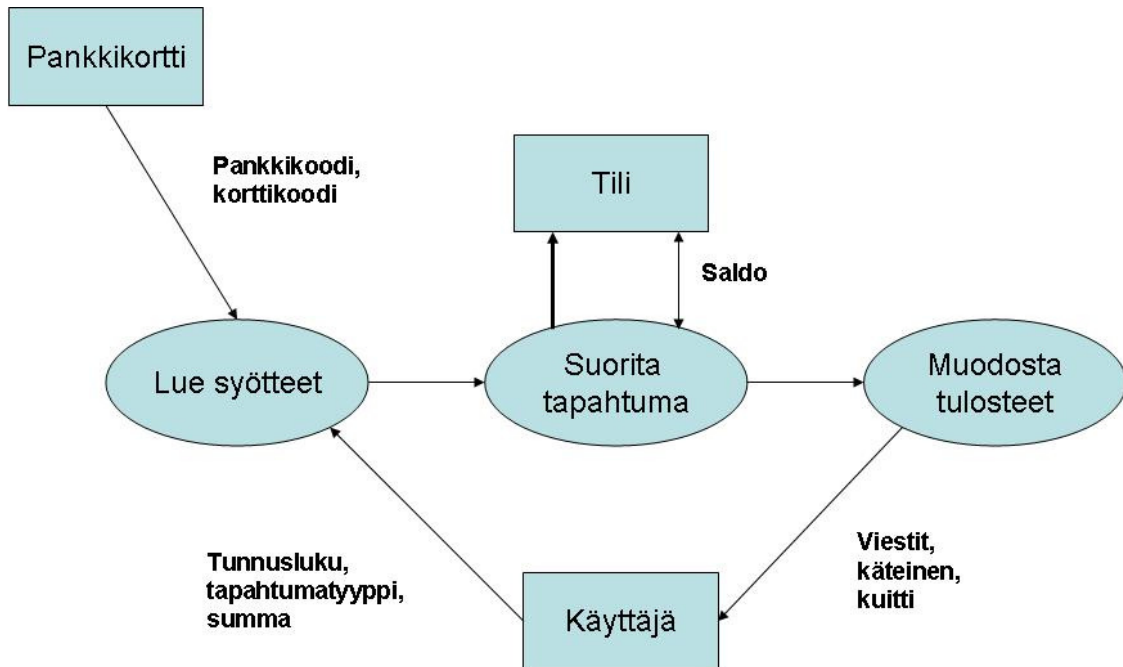 Pankkikortti
Pankkikoodi,
korttikoodi
Tili
Saldo
Lue syötteet
Suorita
tapahtuma
Muodosta
tulosteet
Tunnusluku,
tapahtumatyyppi,
summa
Käyttäjä
Viestit,
käteinen,
kuitti